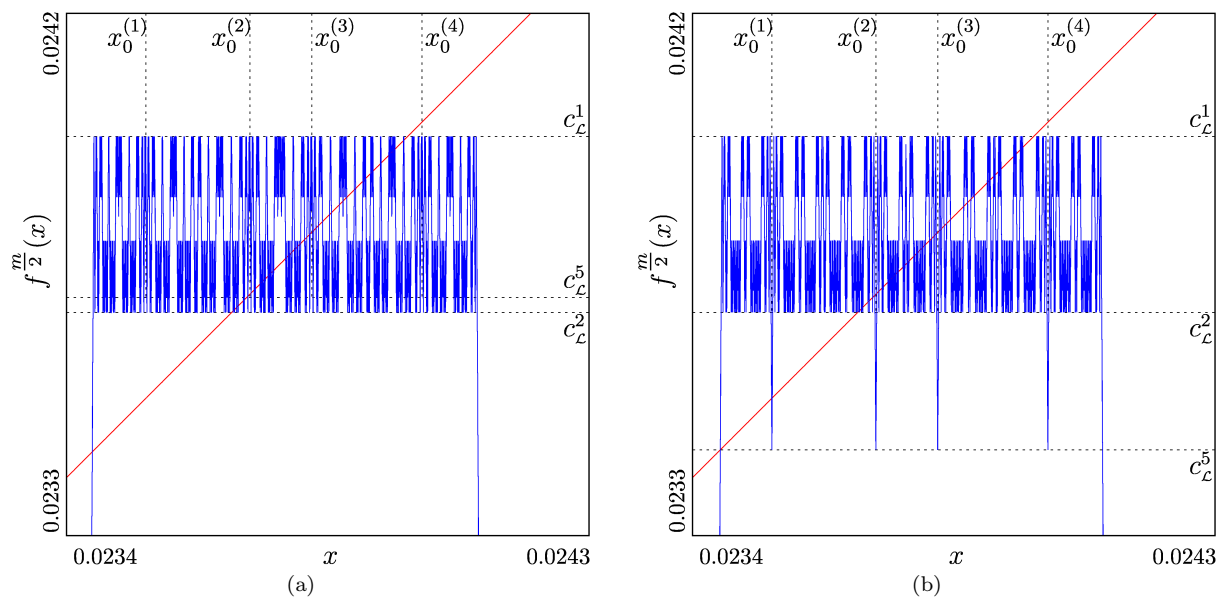 0.0242
x_0^{(1)} x_0^{(2)} x_0^{(3)} x_0^{(4)}
c_ℒ^1
f^{\frac{m}{2}}(x)
c_ℒ^5
c_ℒ^2
0.0233
0.0234 x 0.0243
(a)
0.0242
x_0^{(1)} x_0^{(2)} x_0^{(3)} x_0^{(4)}
c_ℒ^1
f^{\frac{m}{2}}(x)
c_ℒ^2
c_ℒ^5
0.0233
0.0234 x 0.0243
(b)